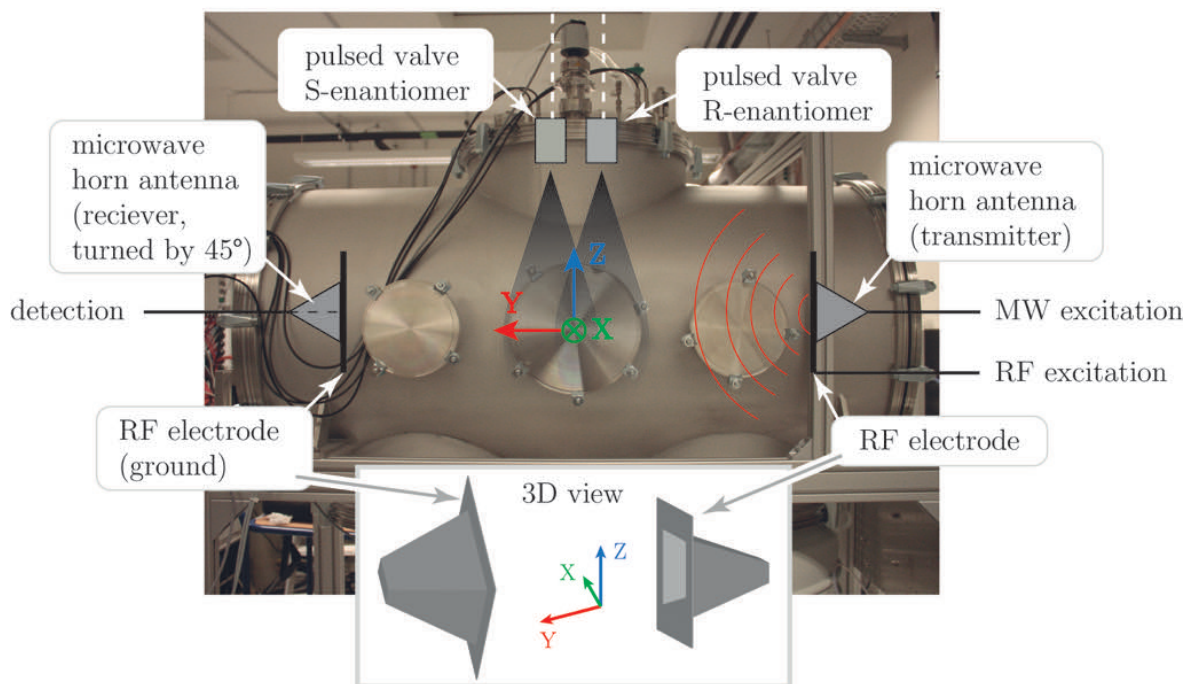 pulsed valve
S-enantiomer
pulsed valve
R-enantiomer
microwave
horn antenna
(reciever,
turned by 45°)
microwave
horn antenna
(transmitter)
Z
Y
X
detection
MW excitation
RF excitation
RF electrode
(ground)
RF electrode
3D view
X
Z
Y